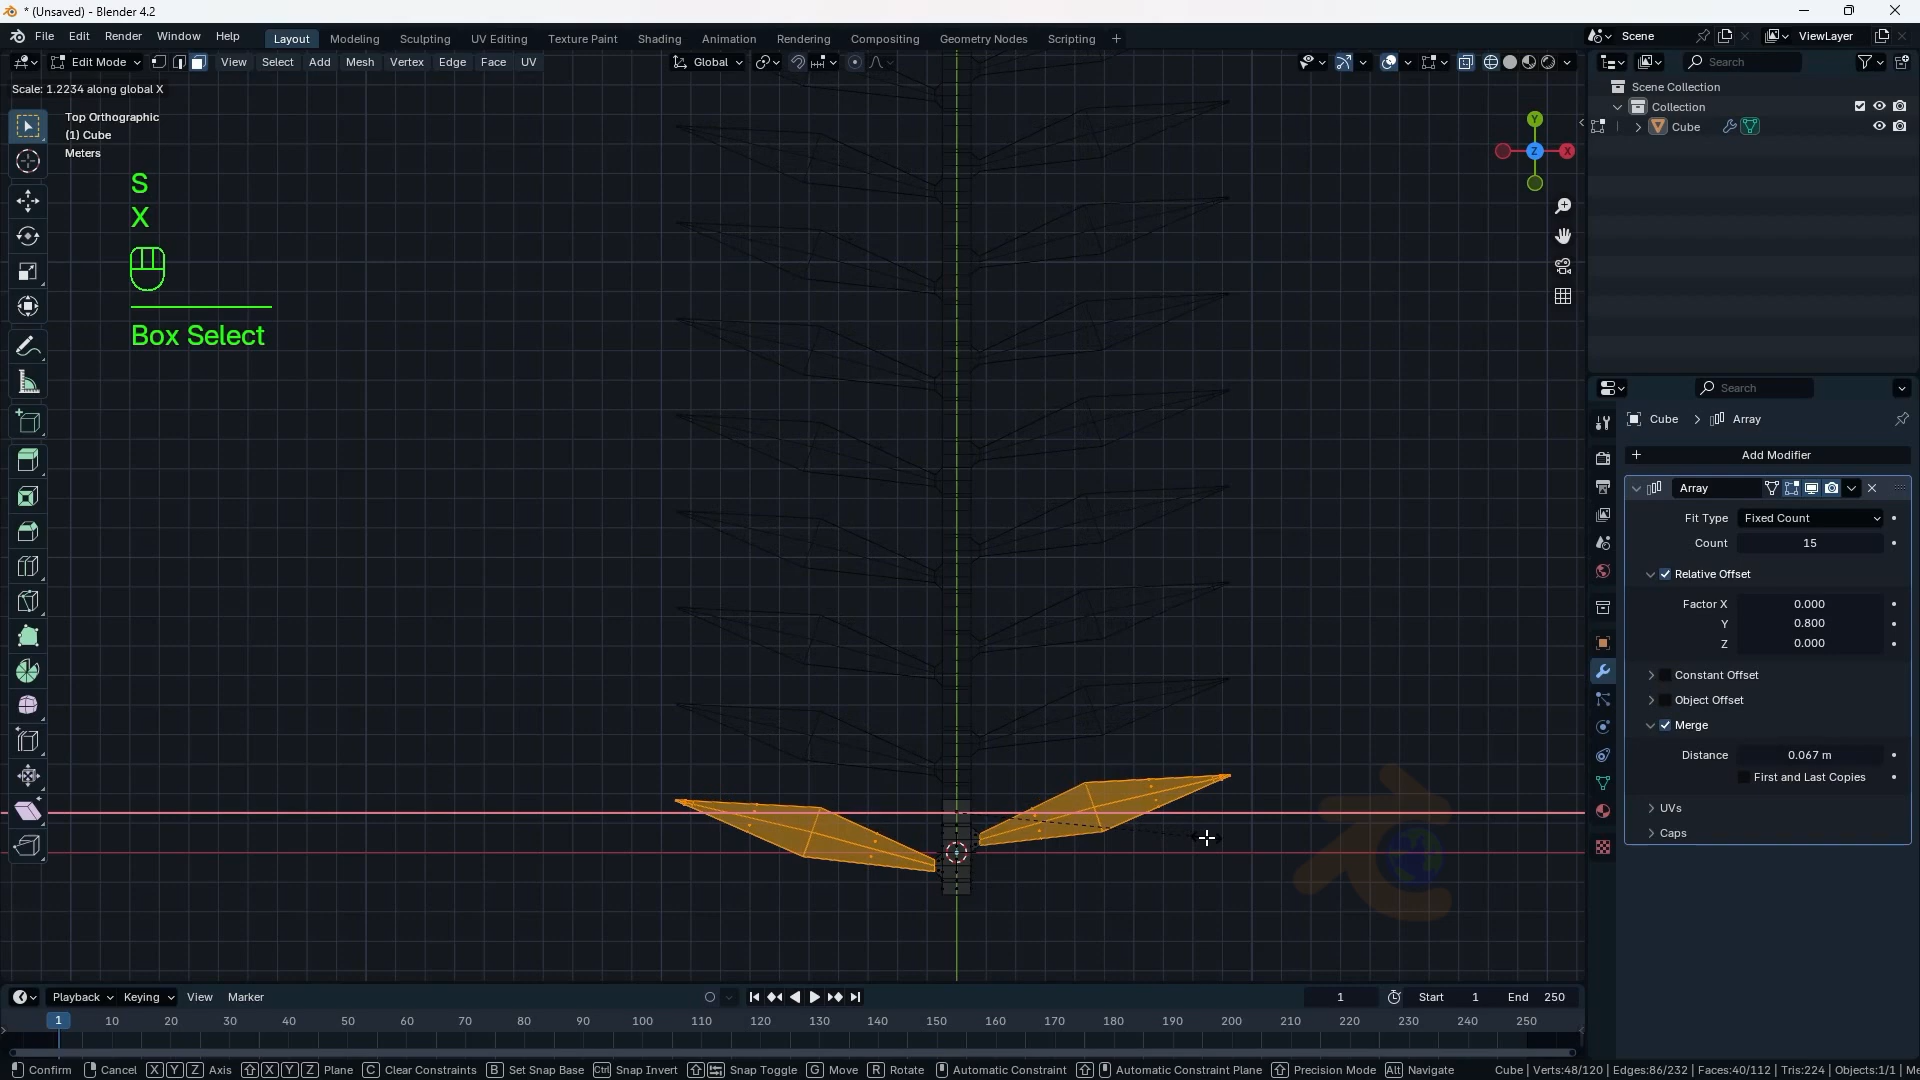 * (Unsaved) - Blender 4.2
File Edit Render Window Help
Layout Modeling Sculpting UV Editing Texture Paint Shading Animation Rendering Compositing Geometry Nodes Scripting +
Scene ViewLayer
Edit Mode View Select Add Mesh Vertex Edge Face UV Global
Search
Scale: 1.2234 along global X
Top Orthographic
(1) Cube
Meters
S
X
Box Select
Y
Z
X
Scene Collection
Collection
Cube
Search
Cube > Array
+ Add Modifier
Array
Fit Type Fixed Count
Count 15
Relative Offset
Factor X 0.000
Y 0.800
Z 0.000
Constant Offset
Object Offset
Merge
Distance 0.067 m
First and Last Copies
UVs
Caps
Playback Keying View Marker
1 Start 1 End 250
1 10 20 30 40 50 60 70 80 90 100 110 120 130 140 150 160 170 180 190 200 210 220 230 240 250
Confirm Cancel X Y Z Axis X Y Z Plane C Clear Constraints B Set Snap Base Ctrl Snap Invert Snap Toggle G Move R Rotate Automatic Constraint Automatic Constraint Plane Precision Mode Alt Navigate Cube | Verts:48/120 | Edges:86/232 | Faces:40/112 | Tris:224 | Objects:1/1 | Me